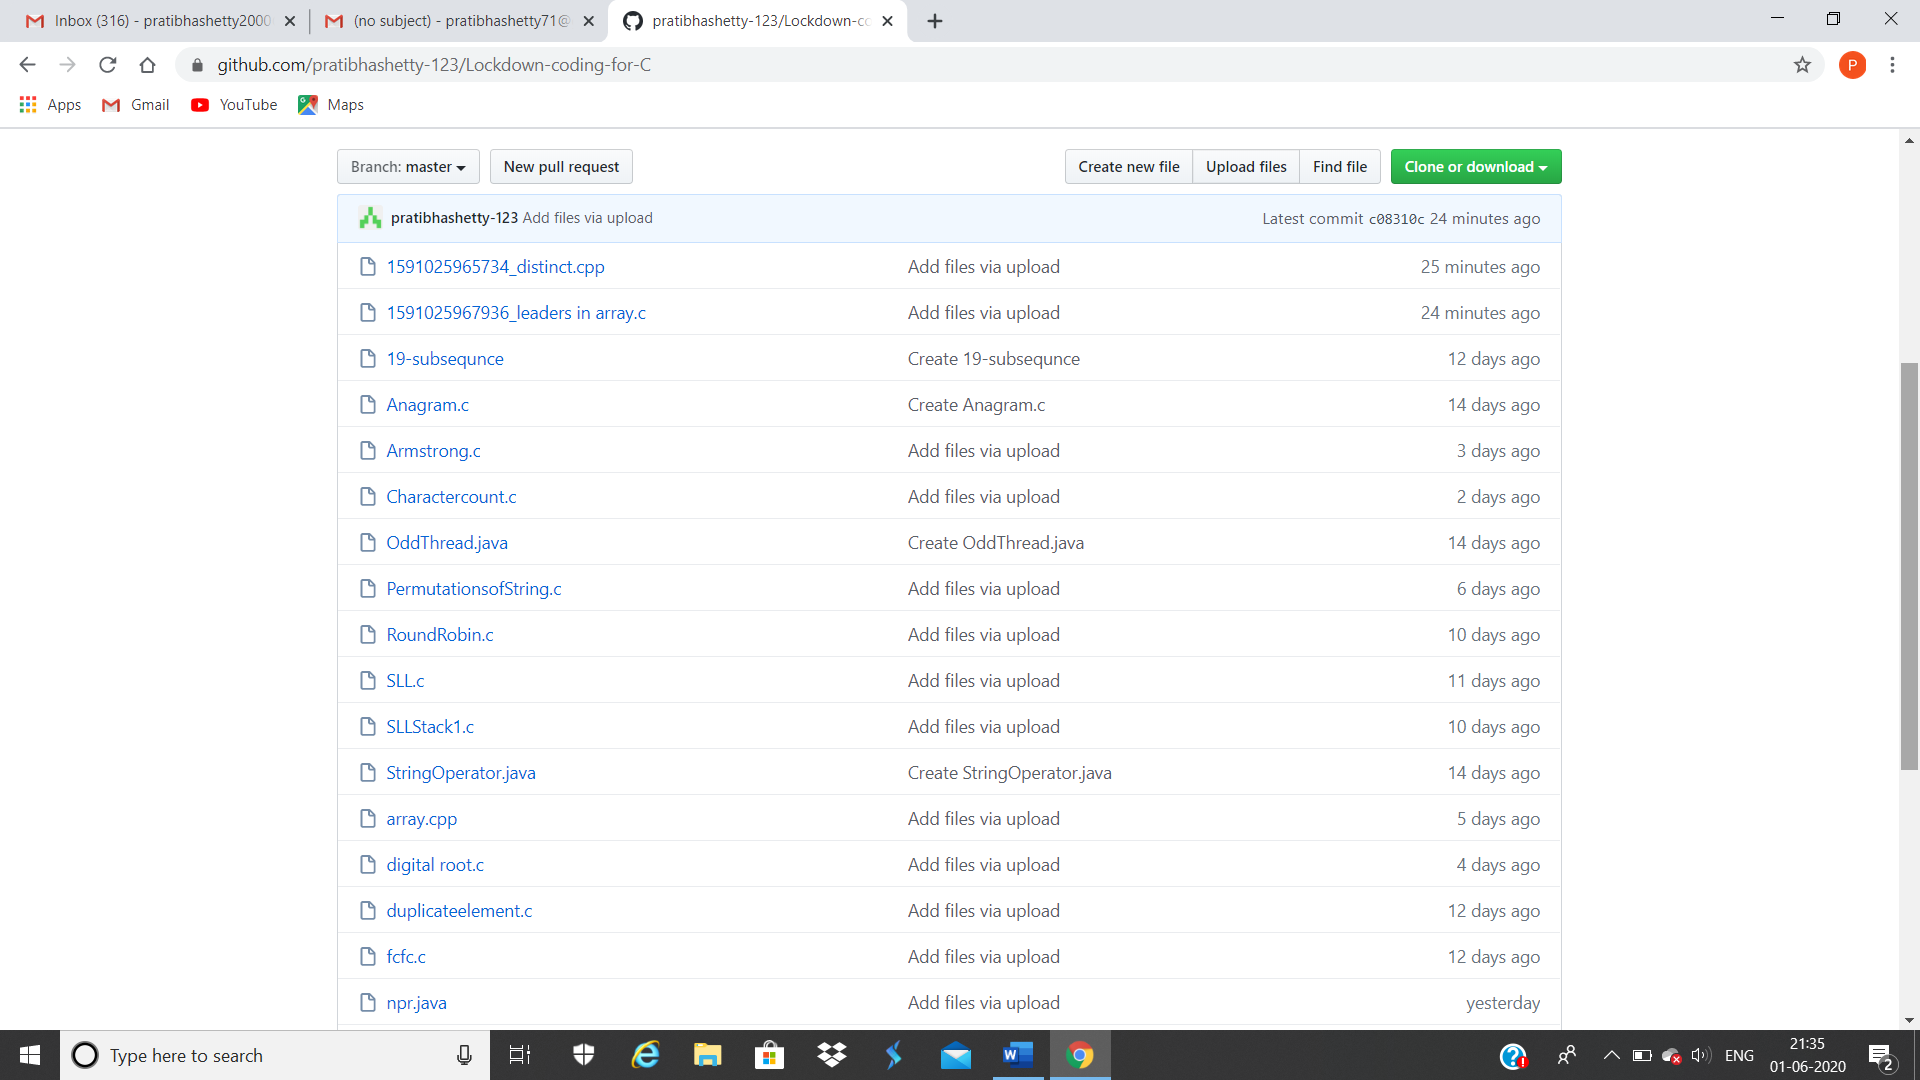 Inbox (316) - pratibhashetty2000
(no subject) - pratibhashetty71@
pratibhashetty-123/Lockdown-co
github.com/pratibhashetty-123/Lockdown-coding-for-C
P
Apps Gmail YouTube Maps
Branch: master New pull request Create new file Upload files Find file Clone or download
pratibhashetty-123 Add files via upload Latest commit c08310c 24 minutes ago
1591025965734_distinct.cpp Add files via upload 25 minutes ago
1591025967936_leaders in array.c Add files via upload 24 minutes ago
19-subsequnce Create 19-subsequnce 12 days ago
Anagram.c Create Anagram.c 14 days ago
Armstrong.c Add files via upload 3 days ago
Charactercount.c Add files via upload 2 days ago
OddThread.java Create OddThread.java 14 days ago
PermutationsofString.c Add files via upload 6 days ago
RoundRobin.c Add files via upload 10 days ago
SLL.c Add files via upload 11 days ago
SLLStack1.c Add files via upload 10 days ago
StringOperator.java Create StringOperator.java 14 days ago
array.cpp Add files via upload 5 days ago
digital root.c Add files via upload 4 days ago
duplicateelement.c Add files via upload 12 days ago
fcfc.c Add files via upload 12 days ago
npr.java Add files via upload yesterday
Type here to search
ENG
21:35
01-06-2020
2